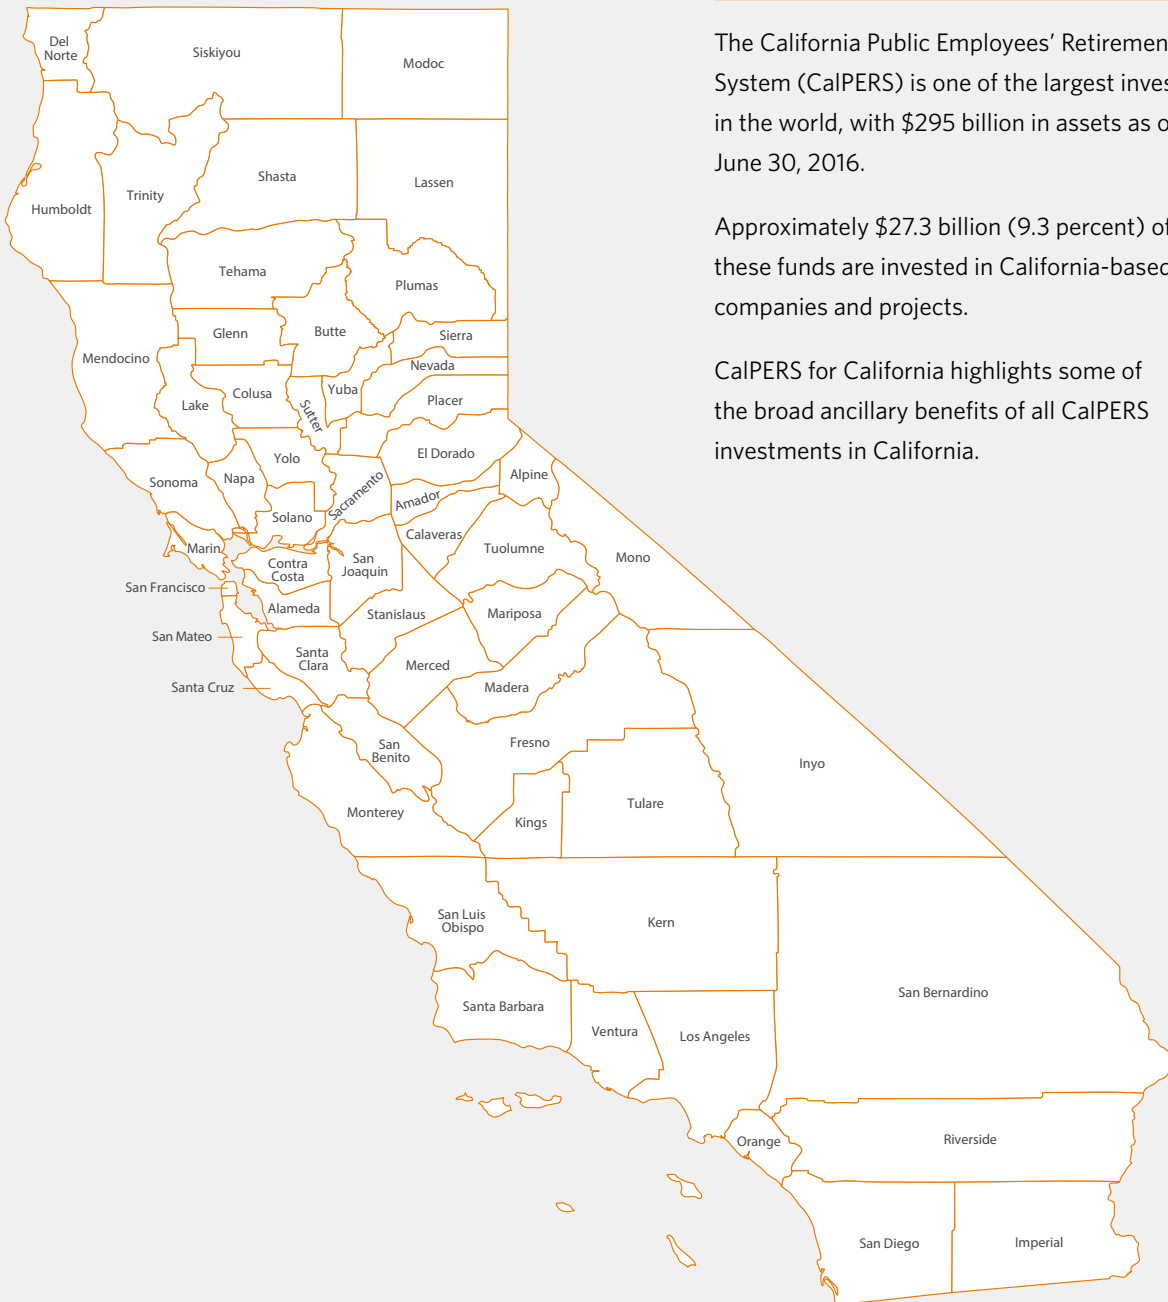 The California Public Employees’ Retiremen
System (CalPERS) is one of the largest inves
in the world, with $295 billion in assets as o
June 30, 2016.
Approximately $27.3 billion (9.3 percent) of
these funds are invested in California-based
companies and projects.
CalPERS for California highlights some of
the broad ancillary benefits of all CalPERS
investments in California.
Del
Norte
Siskiyou
Modoc
Humboldt
Trinity
Shasta
Lassen
Tehama
Plumas
Mendocino
Glenn
Butte
Sierra
Nevada
Lake
Colusa
Sutter
Yuba
Placer
Sonoma
Napa
Yolo
El Dorado
Alpine
Solano
Sacramento
Amador
Calaveras
Tuolumne
Mono
Marin
Contra
Costa
San
Joaquin
San Francisco
Alameda
Stanislaus
Mariposa
San Mateo
Santa
Clara
Merced
Madera
Santa Cruz
San
Benito
Fresno
Inyo
Monterey
Kings
Tulare
San Luis
Obispo
Kern
San Bernardino
Santa Barbara
Ventura
Los Angeles
Orange
Riverside
San Diego
Imperial